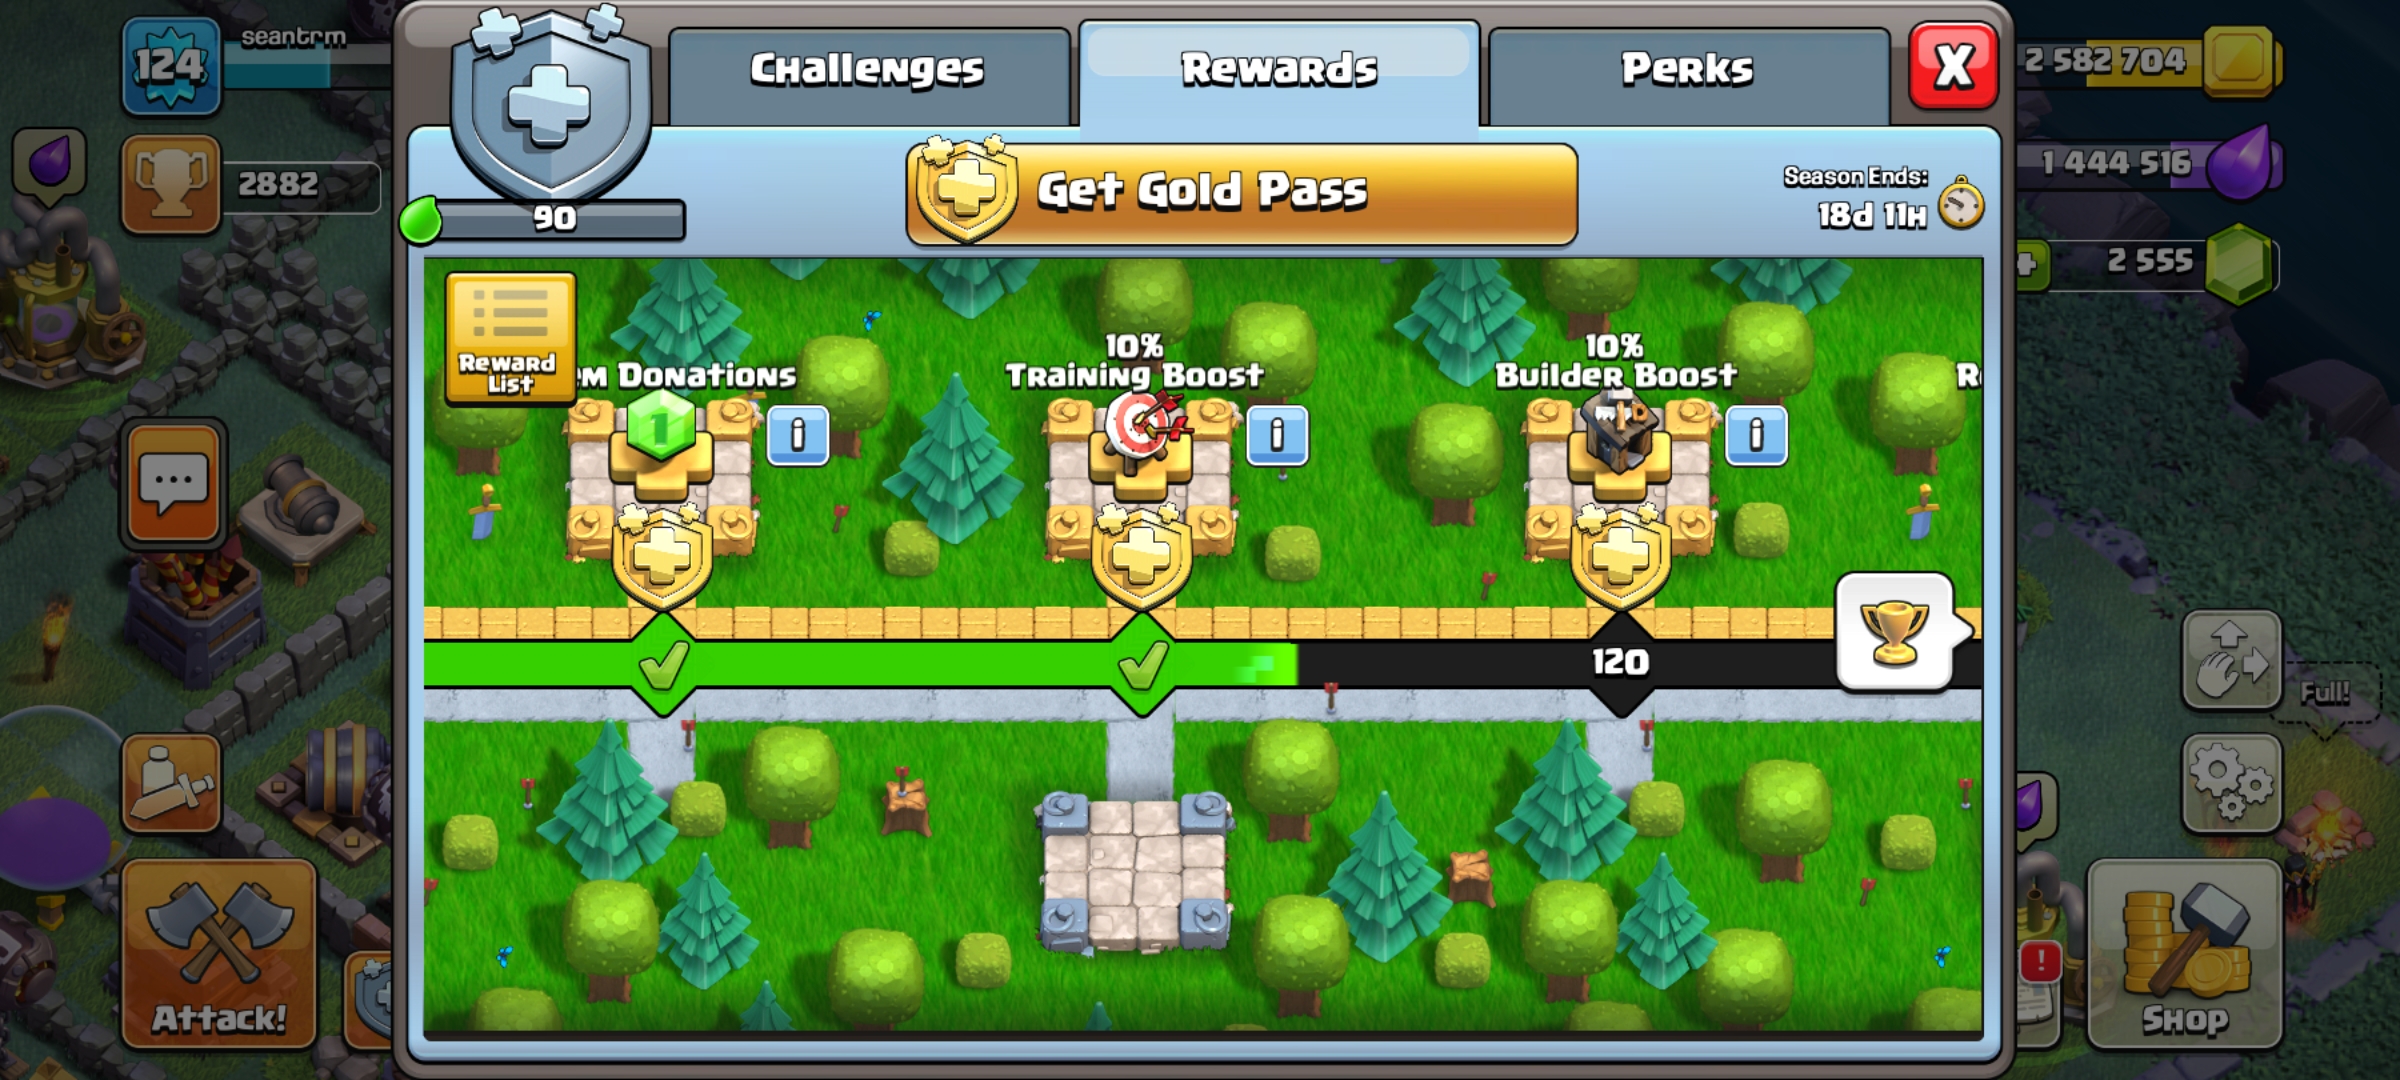 124
seantrm
2882
Challenges
Rewards
Perks
X
2 582 704
1 444 516
2 555
90
Get Gold Pass
Season Ends:
18d 11H
Reward
List
m Donations
1
10%
Training Boost
10%
Builder Boost
i
i
i
120
Full!
Attack!
!
Shop